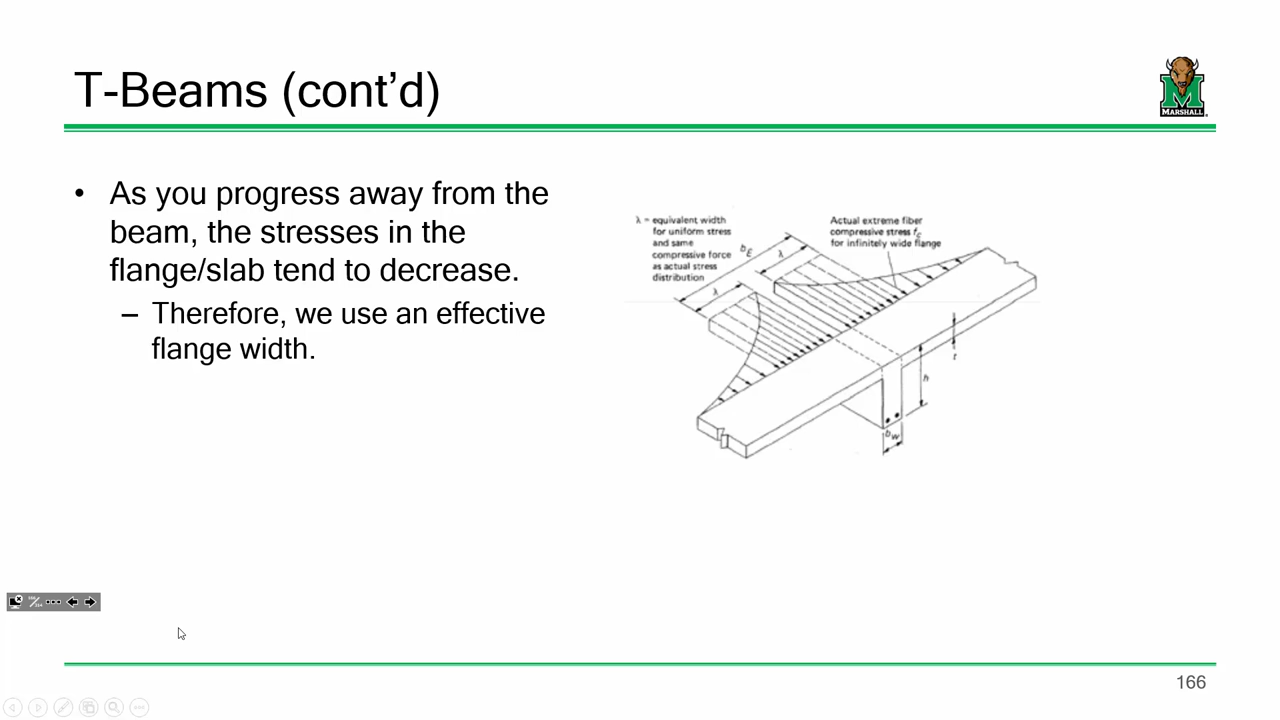 T-Beams (cont’d)
MARSHALL
• As you progress away from the
beam, the stresses in the
flange/slab tend to decrease.
– Therefore, we use an effective
flange width.
λ = equivalent width
for uniform stress
and same
compressive force
as actual stress
distribution
Actual extreme fiber
compressive stress fc
for infinitely wide flange
bE
λ
λ
t
h
bw
166